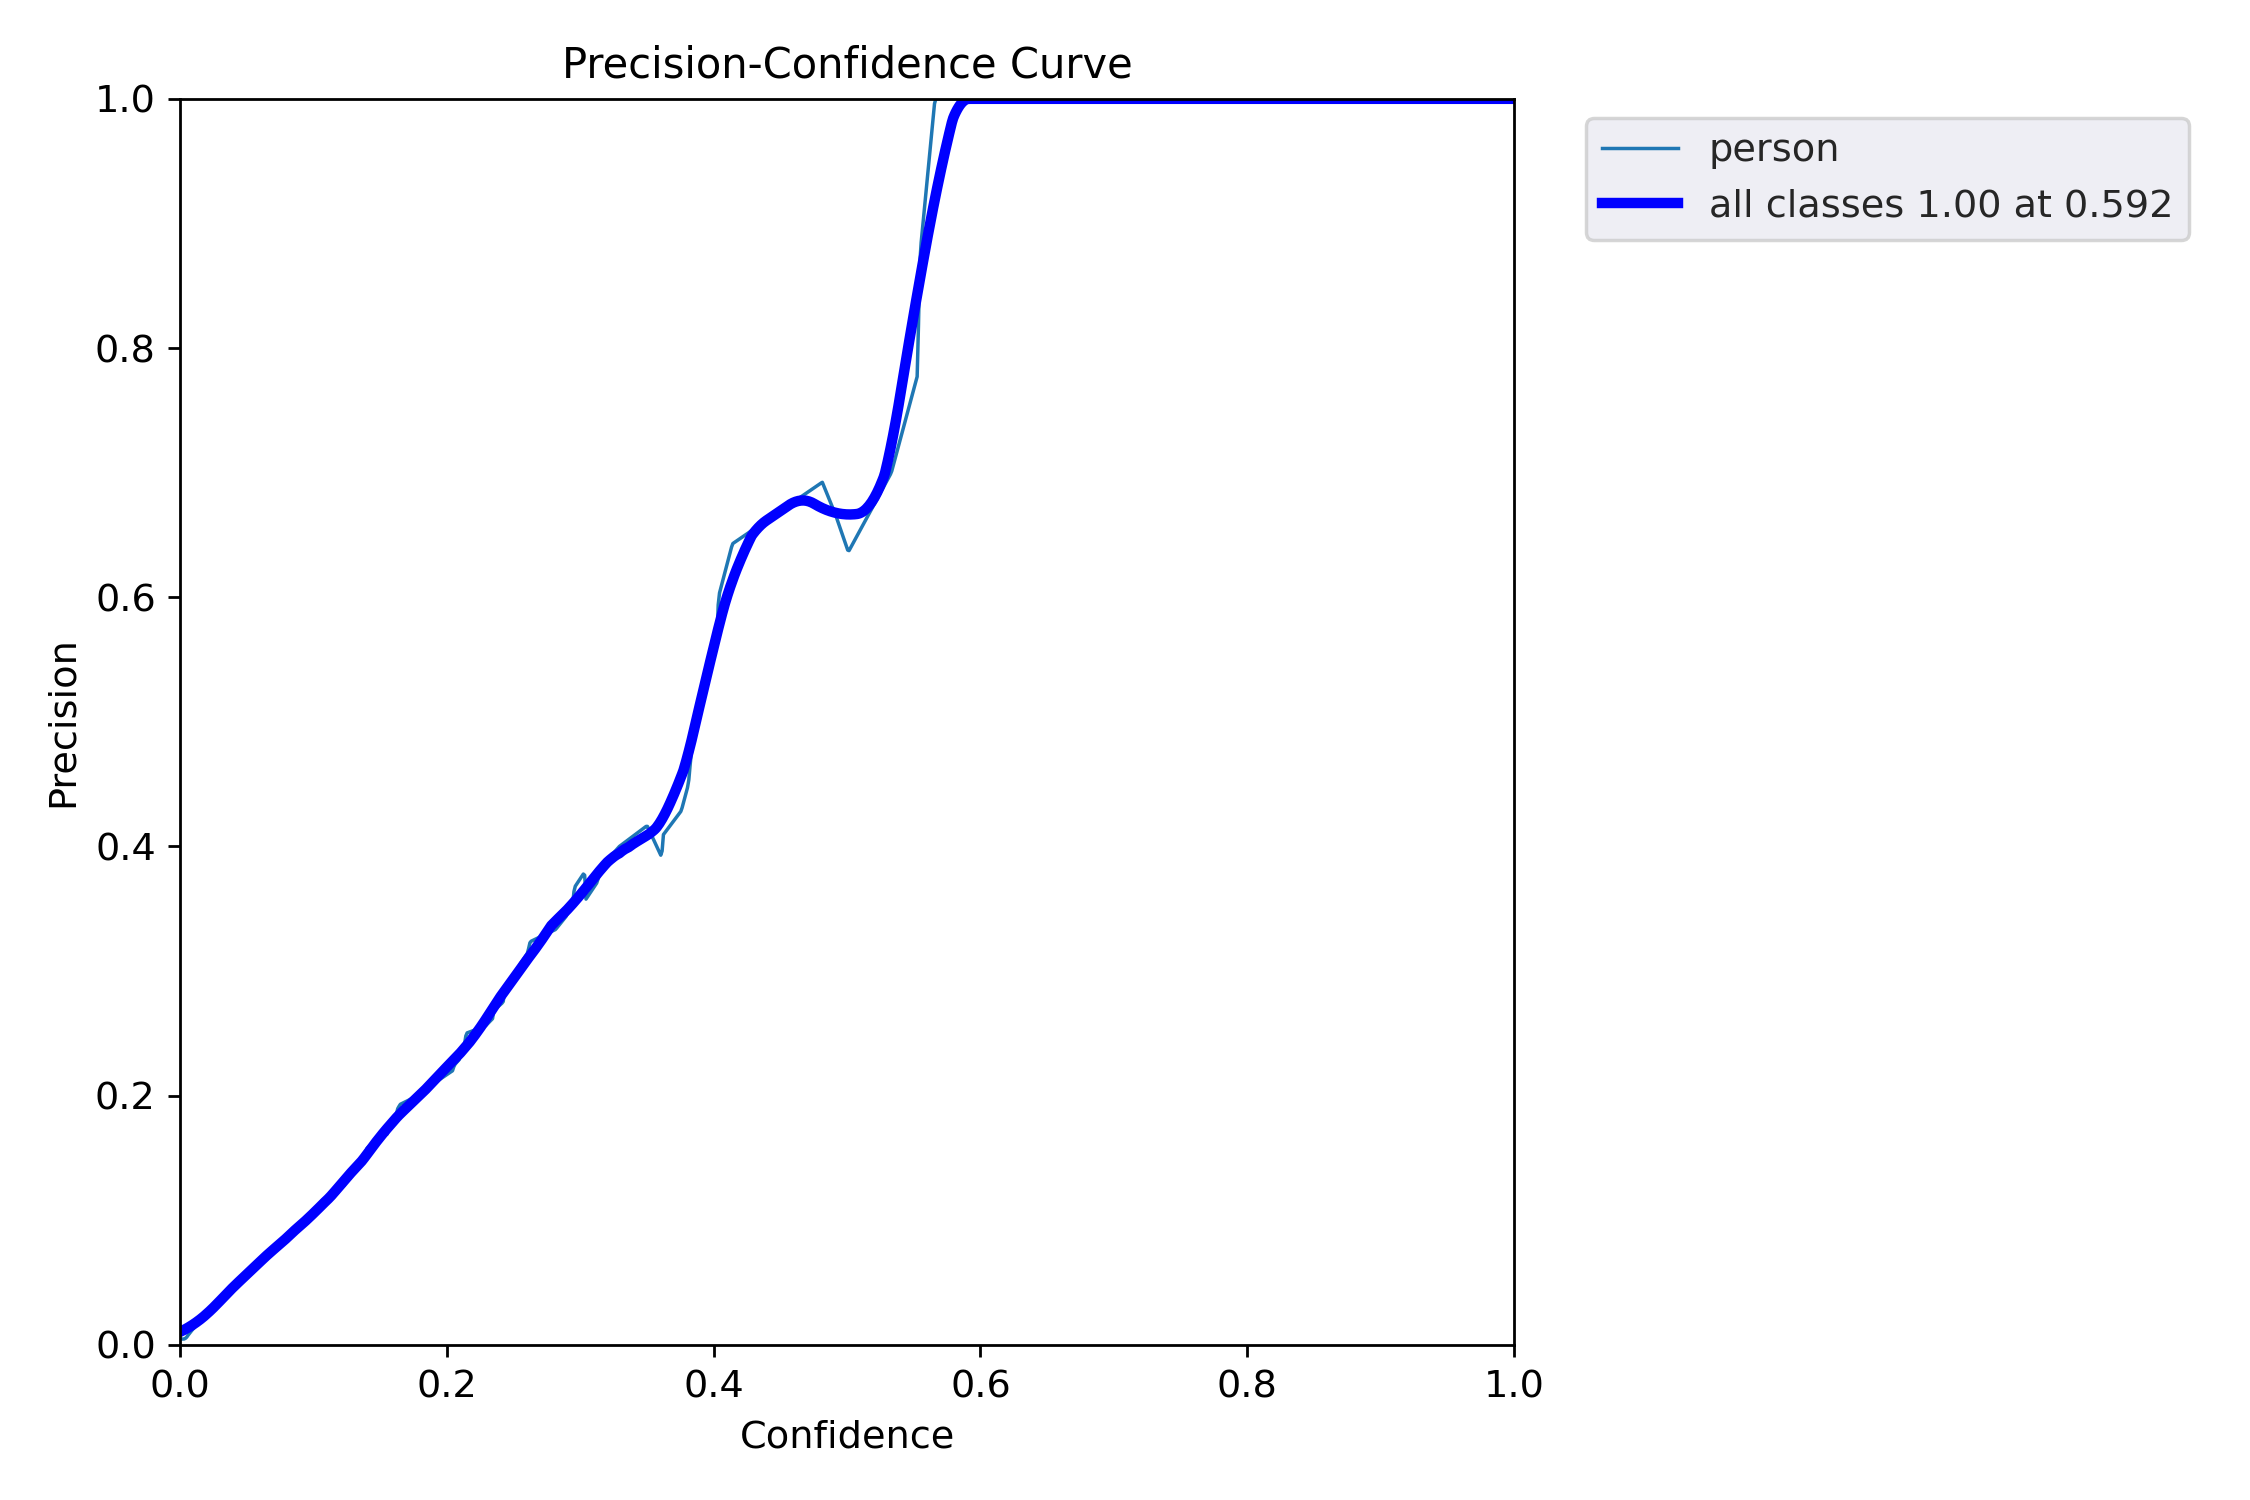 Precision-Confidence Curve
1.0
0.8
0.6
0.4
0.2
0.0
Precision
0.0 0.2 0.4 0.6 0.8 1.0
Confidence
person
all classes 1.00 at 0.592